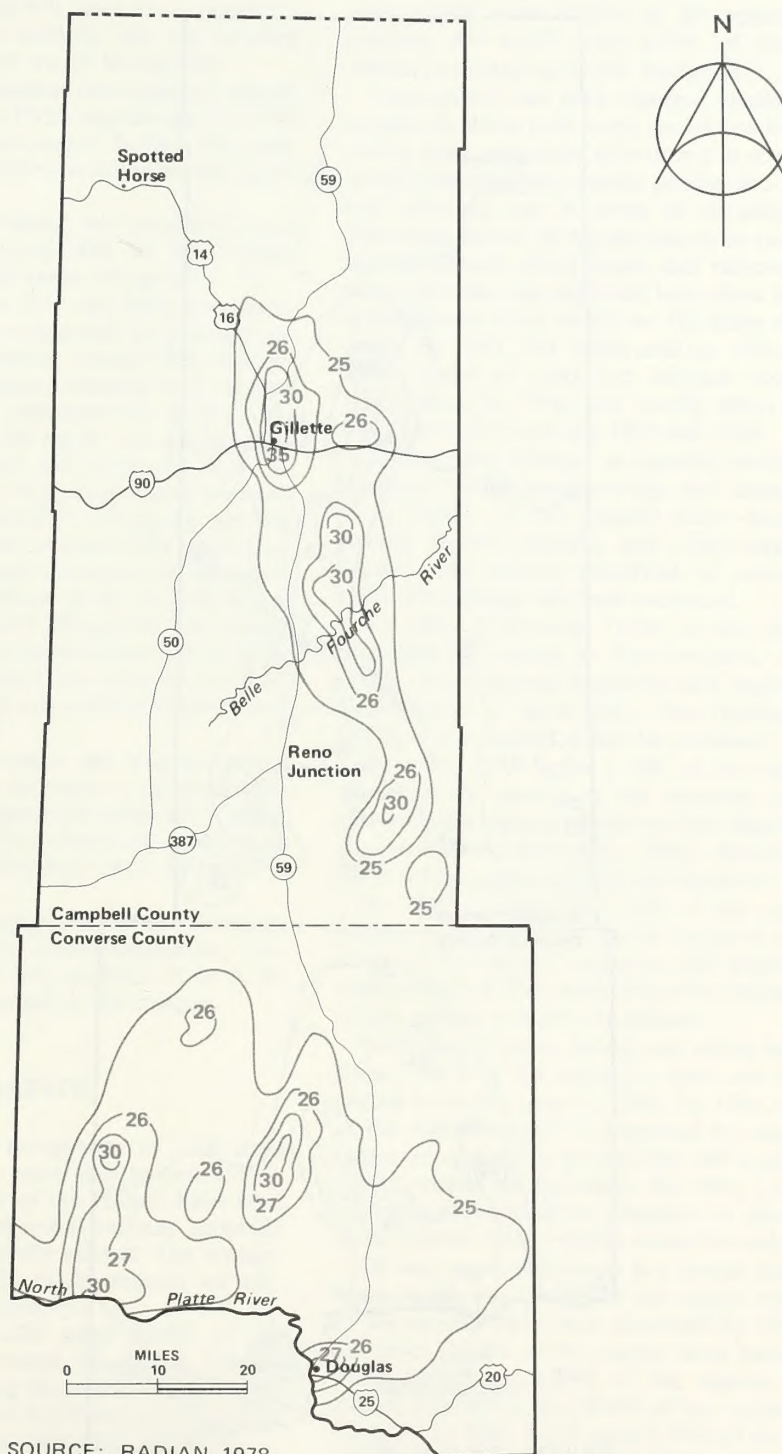 N
Spotted
Horse
59
14
16
26
25
30
26
Gillette
35
90
30
30
River
Fourche
50
Belle
26
Reno
Junction
26
30
387
59
25
25
Campbell County
Converse County
26
26
26
30
26
30
27
25
27
30
North Platte River
27 26
Douglas
MILES
0 10 20
20
25
SOURCE: RADIAN 1978